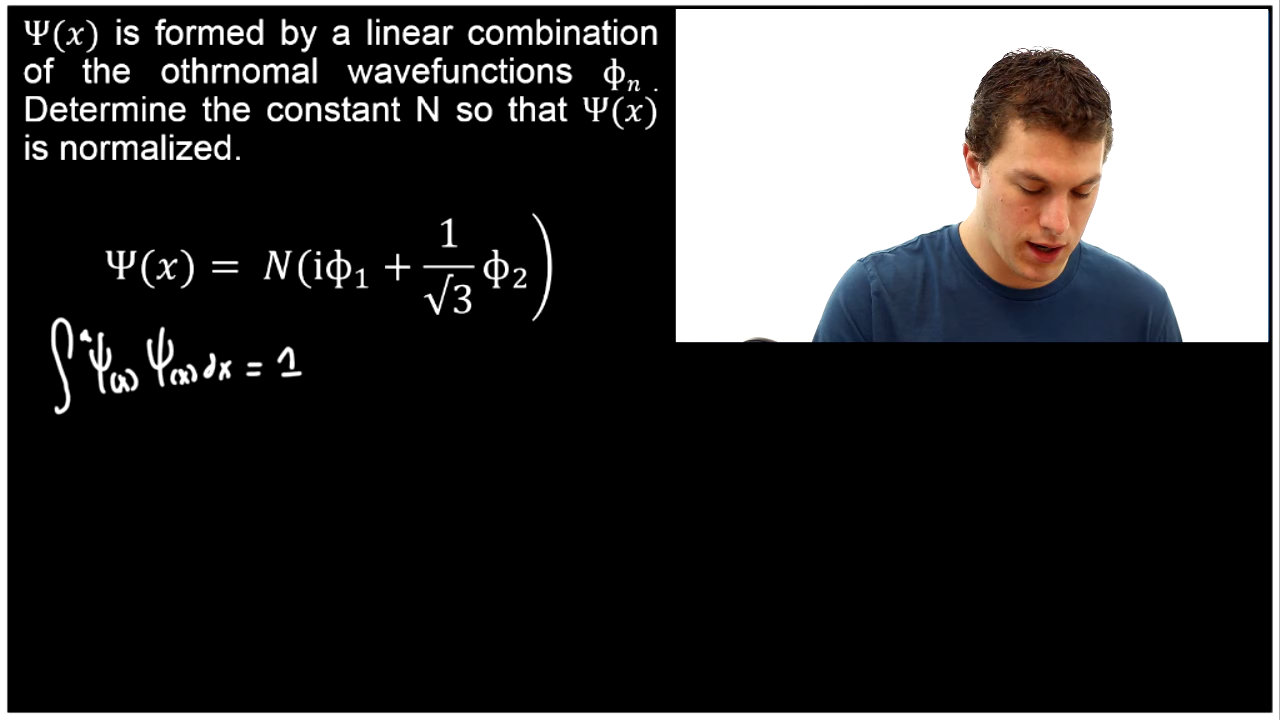 Ψ(x) is formed by a linear combination
of the othrnomal wavefunctions ϕₙ .
Determine the constant N so that Ψ(x)
is normalized.
Ψ(x) = N(iϕ₁ + 1/√3 ϕ₂)
∫ *ψ(x) ψ(x) dx = 1